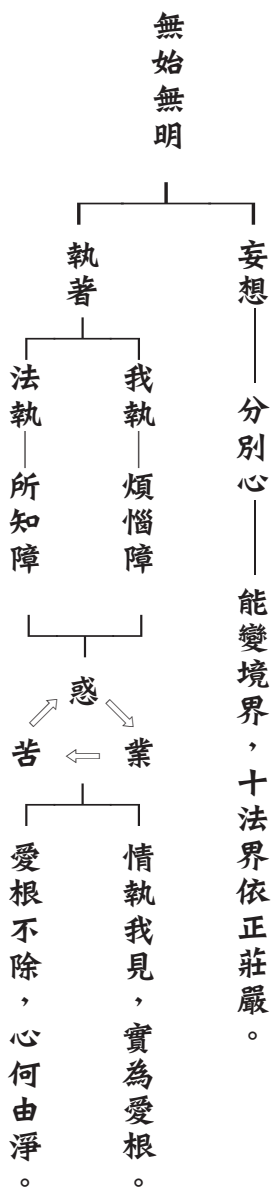 無始無明
妄想
分別心
能變境界，十法界依正莊嚴。
執著
我執
煩惱障
法執
所知障
惑
業
苦
情執我見，實為愛根。
愛根不除，心何由淨。